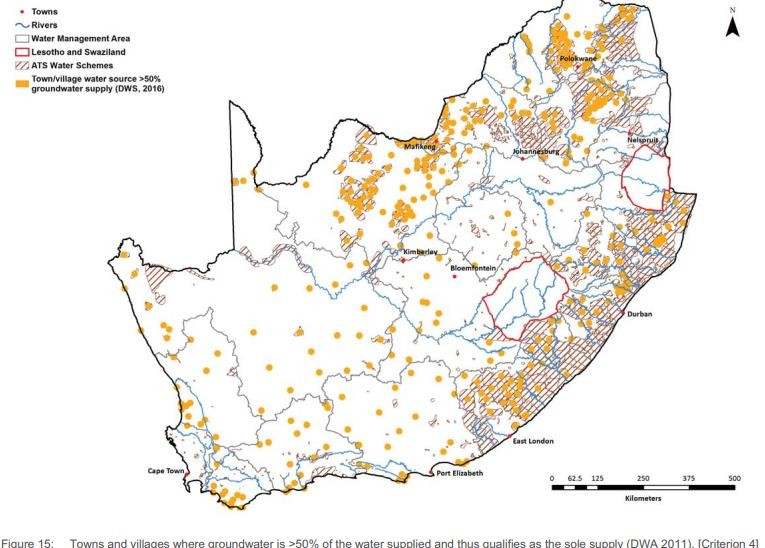 Towns
Rivers
Water Management Area
Lesotho and Swaziland
ATS Water Schemes
Town/village water source >50%
groundwater supply (DWS, 2016)
N
Polokwane
Nelspruit
Mafikeng
Johannesburg
Kimberley
Bloemfontein
Durban
East London
Port Elizabeth
Cape Town
0 62.5 125 250 375 500
Kilometers
Figure 15: Towns and villages where groundwater is >50% of the water supplied and thus qualifies as the sole supply (DWA 2011). [Criterion 4]